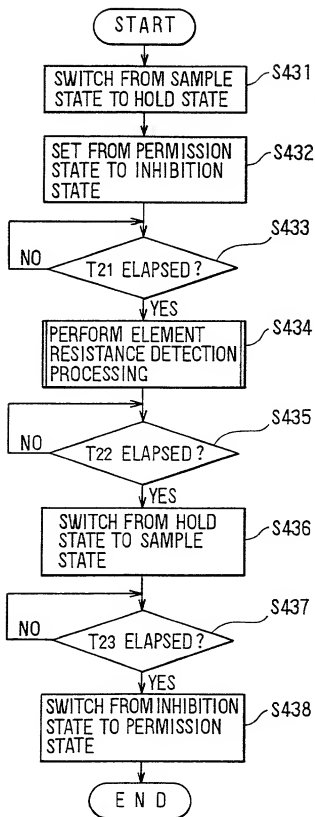 START
SWITCH FROM SAMPLE
STATE TO HOLD STATE
S431
SET FROM PERMISSION
STATE TO INHIBITION
STATE
S432
T21 ELAPSED?
S433
NO
YES
PERFORM ELEMENT
RESISTANCE DETECTION
PROCESSING
S434
T22 ELAPSED?
S435
NO
YES
SWITCH FROM HOLD
STATE TO SAMPLE
STATE
S436
T23 ELAPSED?
S437
NO
YES
SWITCH FROM INHIBITION
STATE TO PERMISSION
STATE
S438
END